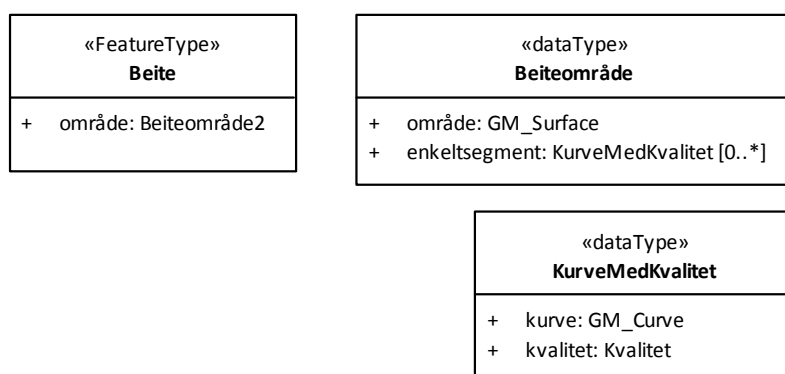 «FeatureType»
Beite
+ område: Beiteområde2
«dataType»
Beiteområde
+ område: GM_Surface
+ enkeltsegment: KurveMedKvalitet [0..*]
«dataType»
KurveMedKvalitet
+ kurve: GM_Curve
+ kvalitet: Kvalitet